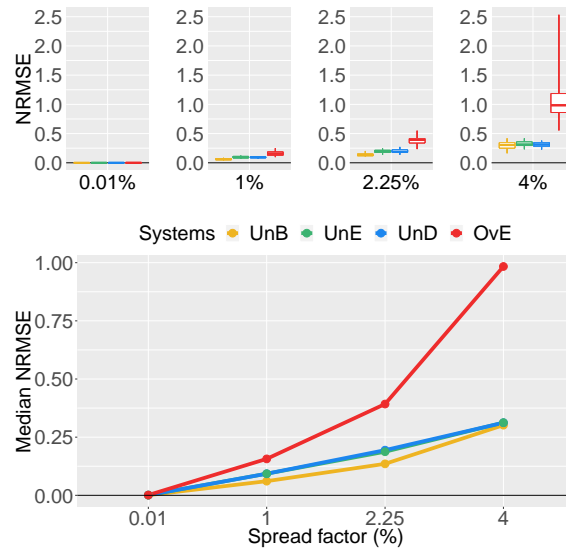 NRMSE
2.5 2.5 2.5 2.5
2.0 2.0 2.0 2.0
1.5 1.5 1.5 1.5
1.0 1.0 1.0 1.0
0.5 0.5 0.5 0.5
0.0 0.0 0.0 0.0
0.01% 1% 2.25% 4%
Systems UnB UnE UnD OvE
Median NRMSE
1.00
0.75
0.50
0.25
0.00
0.01 1 2.25 4
Spread factor (%)